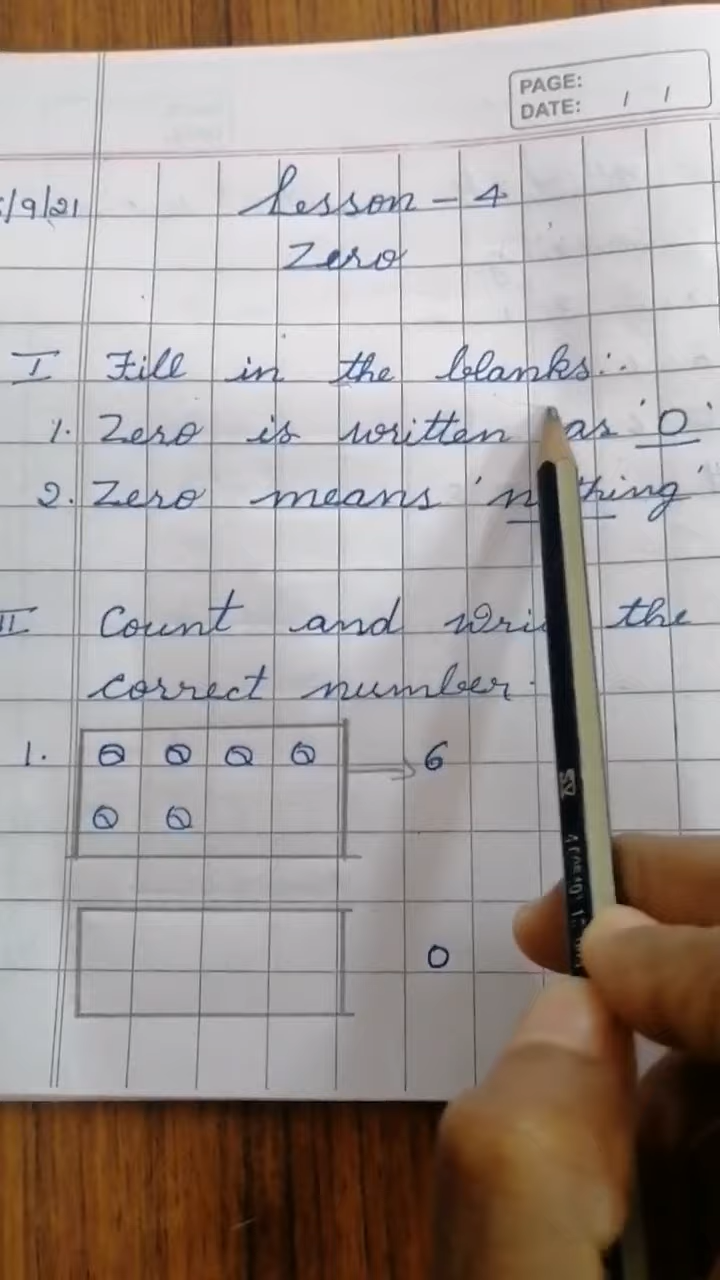 PAGE:
DATE: / /
/9/21
Lesson - 4
Zero
I Fill in the blanks:.
1. Zero is written as '0'
2. Zero means 'nothing'
II Count and write the
correct number.
1. 6
0